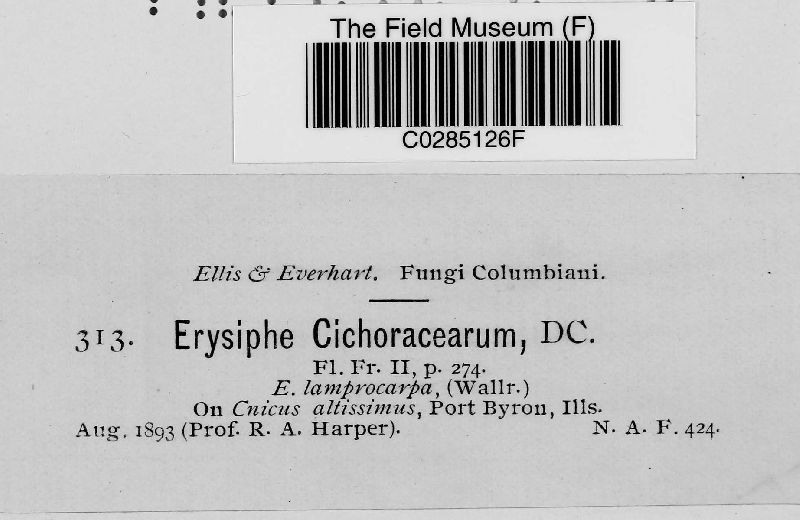 The Field Museum (F)
C0285126F
Ellis & Everhart. Fungi Columbiani.
313. Erysiphe Cichoracearum, DC.
Fl. Fr. II, p. 274.
E. lamprocarpa, (Wallr.)
On Cnicus altissimus, Port Byron, Ills.
Aug. 1893 (Prof. R. A. Harper). N. A. F. 424.